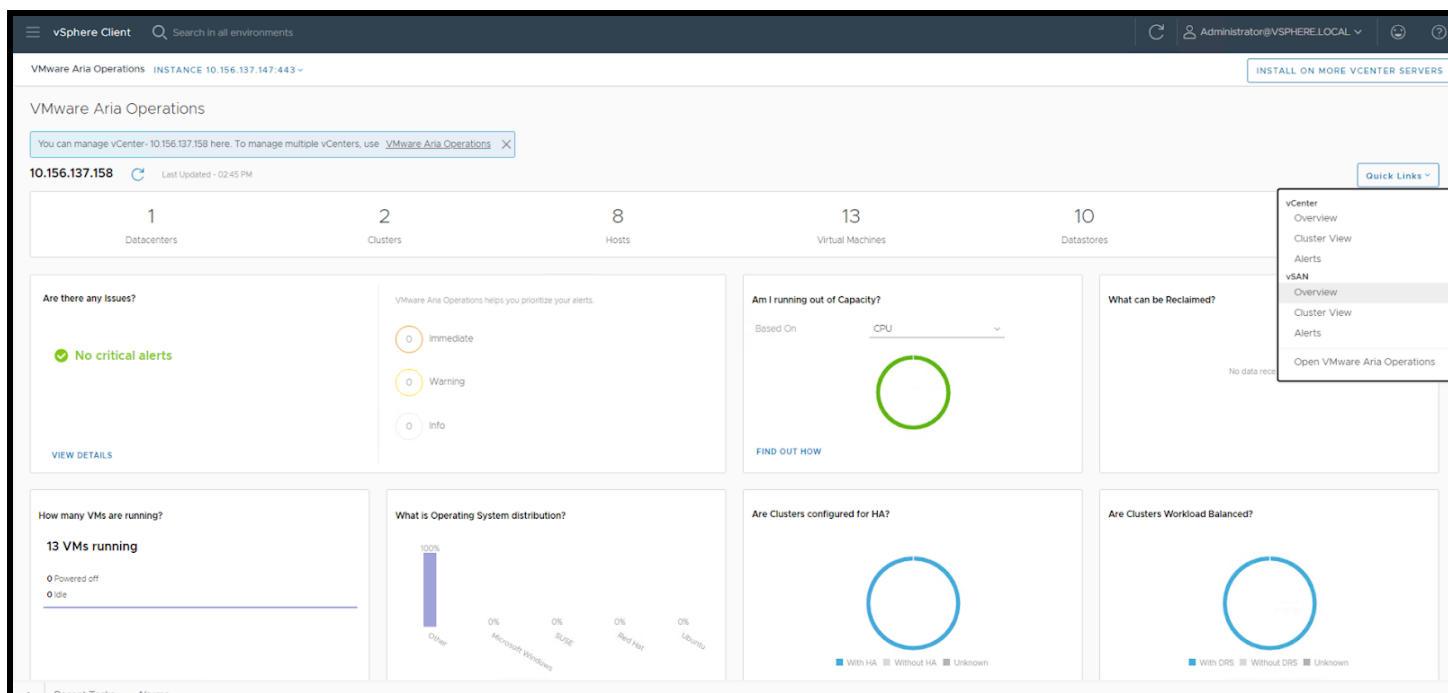 vSphere Client Search in all environments Administrator@VSPHERE.LOCAL
VMware Aria Operations INSTANCE 10.156.137.147:443 INSTALL ON MORE VCENTER SERVERS
VMware Aria Operations
You can manage vCenter- 10.156.137.158 here. To manage multiple vCenters, use VMware Aria Operations
10.156.137.158 Last Updated - 02:45 PM Quick Links
1 2 8 13 10
Datacenters Clusters Hosts Virtual Machines Datastores
vCenter
Overview
Cluster View
Alerts
vSAN
Overview
Cluster View
Alerts
Open VMware Aria Operations
Are there any Issues?
No critical alerts
VIEW DETAILS
VMware Aria Operations helps you prioritize your alerts.
0 Immediate
0 Warning
0 Info
Am I running out of Capacity?
Based On CPU
FIND OUT HOW
What can be Reclaimed?
No data
How many VMs are running?
13 VMs running
0 Powered off
0 Idle
What is Operating System distribution?
100%
0% 0% 0% 0%
Other Microsoft Windows SUSE Red Hat Ubuntu
Are Clusters configured for HA?
With HA Without HA Unknown
Are Clusters Workload Balanced?
With DRS Without DRS Unknown